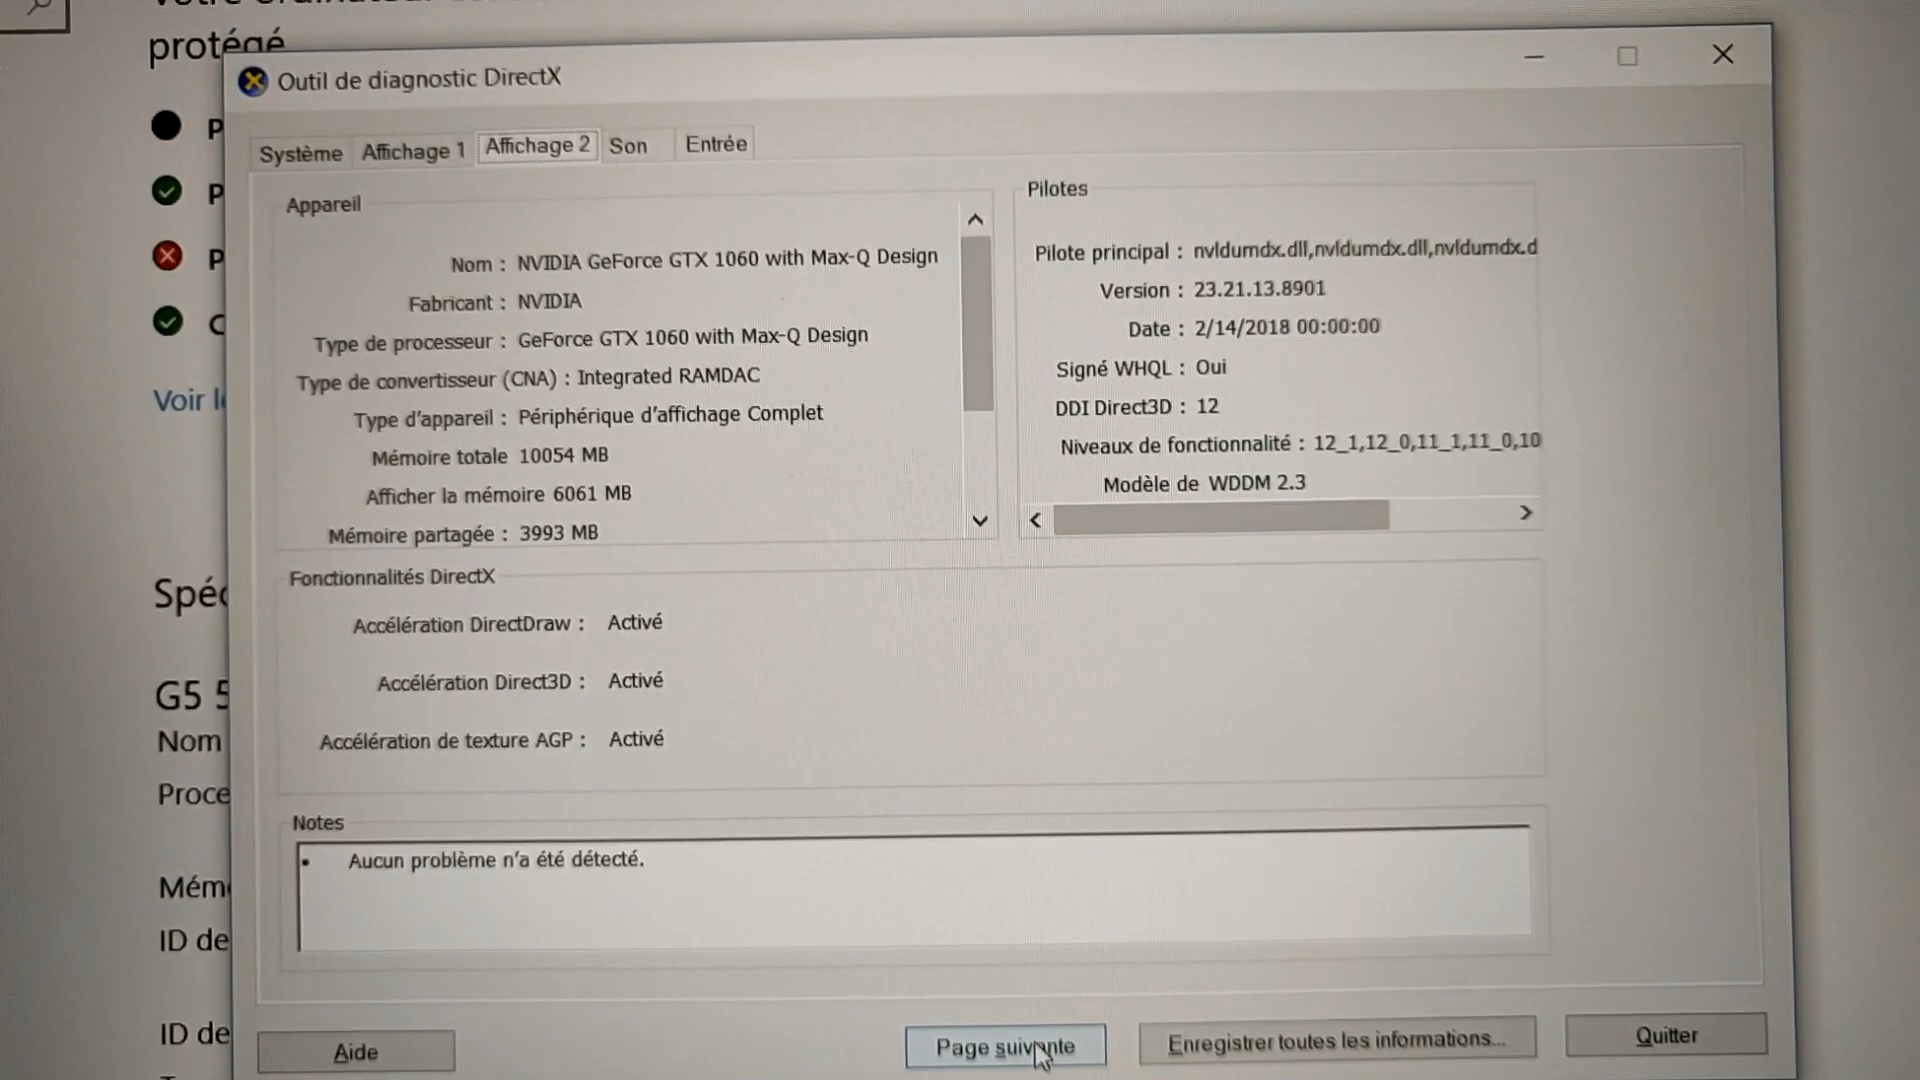 protégé
Outil de diagnostic DirectX
P
P
P
C
Voir
Système
Affichage 1
Affichage 2
Son
Entrée
Appareil
Nom : NVIDIA GeForce GTX 1060 with Max-Q Design
Fabricant : NVIDIA
Type de processeur : GeForce GTX 1060 with Max-Q Design
Type de convertisseur (CNA) : Integrated RAMDAC
Type d'appareil : Périphérique d'affichage Complet
Mémoire totale 10054 MB
Afficher la mémoire 6061 MB
Mémoire partagée : 3993 MB
Pilotes
Pilote principal : nvldumdx.dll,nvldumdx.dll,nvldumdx.d
Version : 23.21.13.8901
Date : 2/14/2018 00:00:00
Signé WHQL : Oui
DDI Direct3D : 12
Niveaux de fonctionnalité : 12_1,12_0,11_1,11_0,10
Modèle de WDDM 2.3
Fonctionnalités DirectX
Accélération DirectDraw : Activé
Accélération Direct3D : Activé
Accélération de texture AGP : Activé
Spéc
G5 5
Nom
Proce
Mém
ID de
ID de
Notes
• Aucun problème n'a été détecté.
Aide
Page suivante
Enregistrer toutes les informations...
Quitter